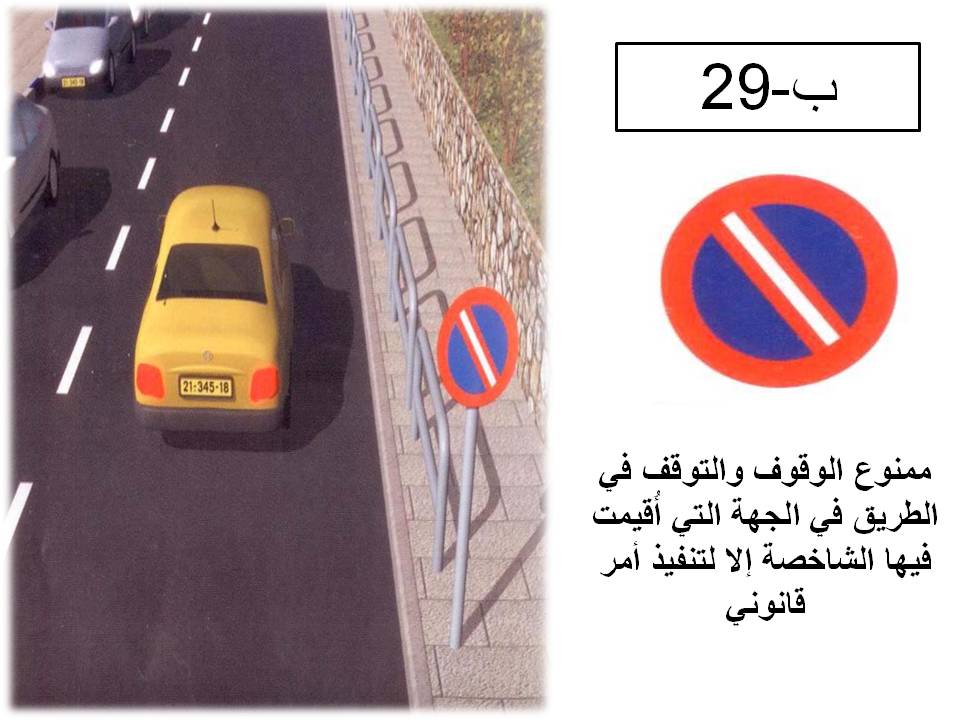 ب-29
ممنوع الوقوف والتوقف في
الطريق في الجهة التي أُقيمت
فيها الشاخصة إلا لتنفيذ أمر
قانوني
21-345-18